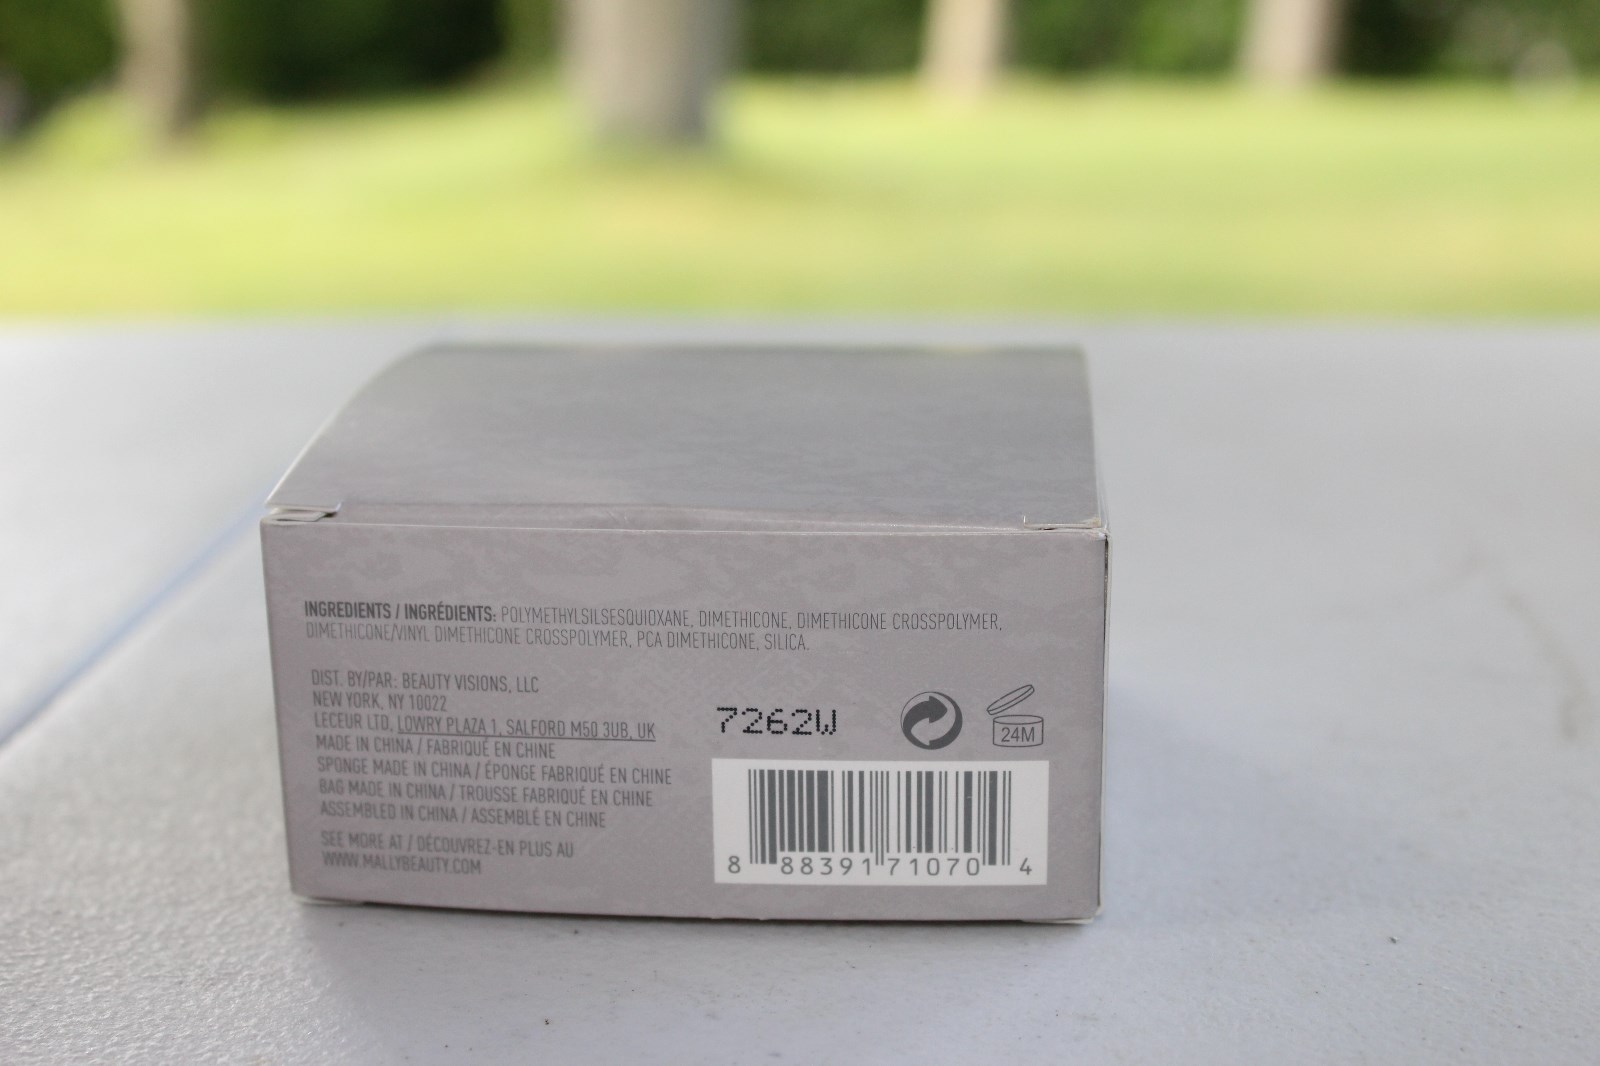 INGREDIENTS / INGRÉDIENTS: POLYMETHYLSILSESQUIOXANE, DIMETHICONE, DIMETHICONE CROSSPOLYMER,
DIMETHICONE/VINYL DIMETHICONE CROSSPOLYMER, PCA DIMETHICONE, SILICA.
DIST. BY/PAR: BEAUTY VISIONS, LLC
NEW YORK, NY 10022
LECEUR LTD, LOWRY PLAZA 1, SALFORD M50 3UB, UK
MADE IN CHINA / FABRIQUÉ EN CHINE
SPONGE MADE IN CHINA / ÉPONGE FABRIQUÉ EN CHINE
BAG MADE IN CHINA / TROUSSE FABRIQUÉ EN CHINE
ASSEMBLED IN CHINA / ASSEMBLÉ EN CHINE
SEE MORE AT / DÉCOUVREZ-EN PLUS AU
WWW.MALLYBEAUTY.COM
7262W
24M
8 88391 71070 4